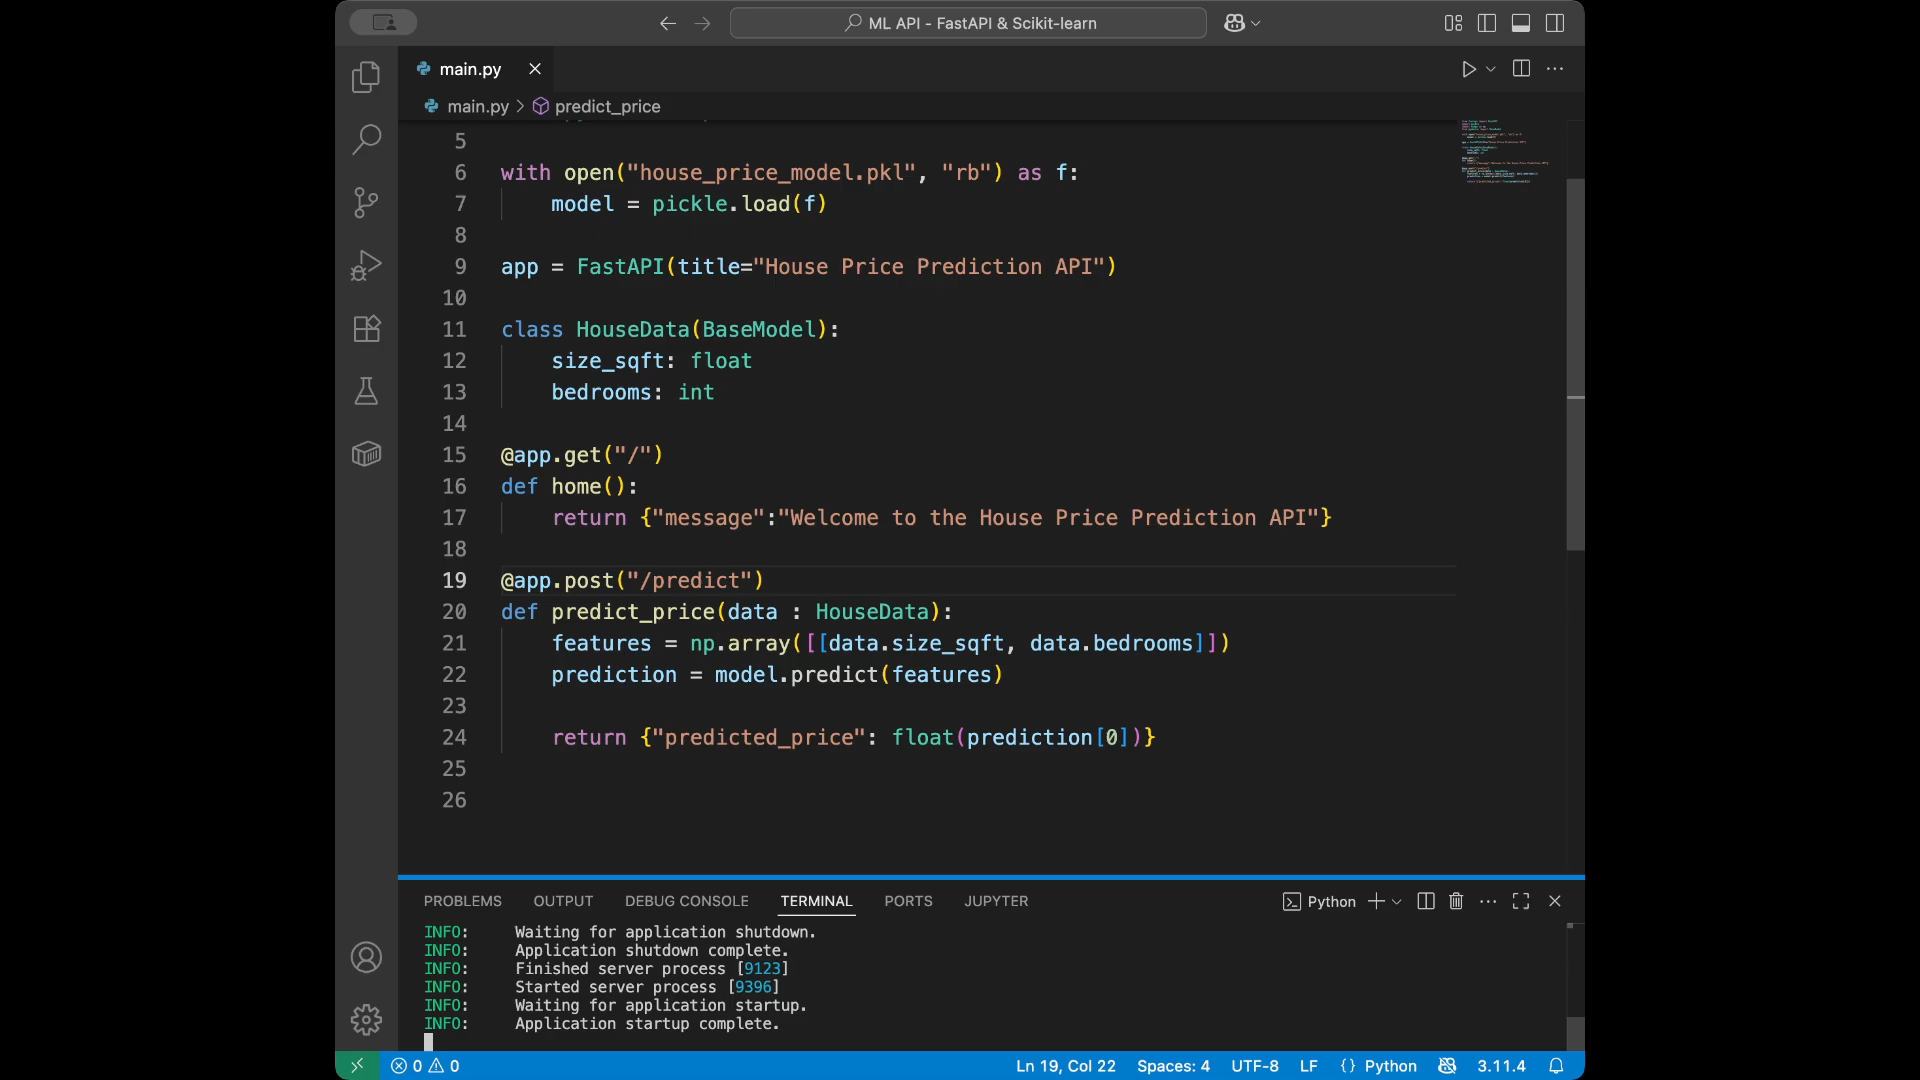 ML API - FastAPI & Scikit-learn
main.py
main.py > predict_price
5
6 with open("house_price_model.pkl", "rb") as f:
7 model = pickle.load(f)
8
9 app = FastAPI(title="House Price Prediction API")
10
11 class HouseData(BaseModel):
12 size_sqft: float
13 bedrooms: int
14
15 @app.get("/")
16 def home():
17 return {"message":"Welcome to the House Price Prediction API"}
18
19 @app.post("/predict")
20 def predict_price(data : HouseData):
21 features = np.array([[data.size_sqft, data.bedrooms]])
22 prediction = model.predict(features)
23
24 return {"predicted_price": float(prediction[0])}
25
26
PROBLEMS OUTPUT DEBUG CONSOLE TERMINAL PORTS JUPYTER Python
INFO: Waiting for application shutdown.
INFO: Application shutdown complete.
INFO: Finished server process [9123]
INFO: Started server process [9396]
INFO: Waiting for application startup.
INFO: Application startup complete.
0 0 Ln 19, Col 22 Spaces: 4 UTF-8 LF {} Python 3.11.4